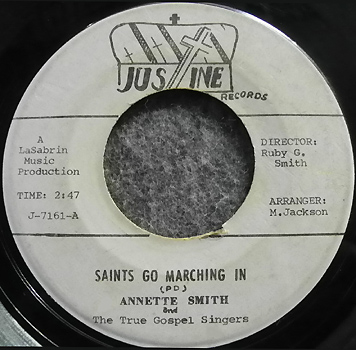 JUSTINE
RECORDS
A
LaSabrin
Music
Production
TIME: 2:47
J-7161-A
DIRECTOR:
Ruby G.
Smith
ARRANGER:
M.Jackson
SAINTS GO MARCHING IN
(PD)
ANNETTE SMITH
and
The True Gospel Singers